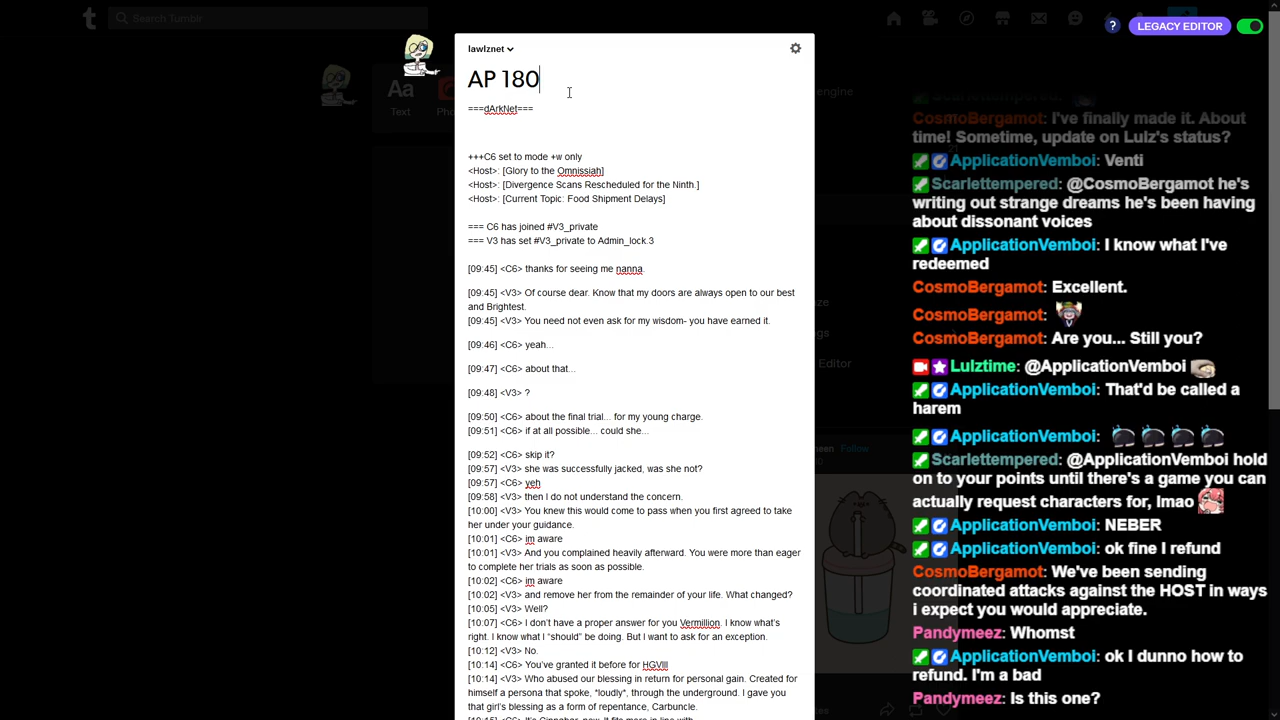 t
Search Tumblr
?
LEGACY EDITOR
lawlznet
AP 180
Aa
Text
===dArkNet===
+++C6 set to mode +w only
<Host>: [Glory to the Omnissiah]
<Host>: [Divergence Scans Rescheduled for the Ninth.]
<Host>: [Current Topic: Food Shipment Delays]
=== C6 has joined #V3_private
=== V3 has set #V3_private to Admin_lock.3
[09:45] <C6> thanks for seeing me nanna.
[09:45] <V3> Of course dear. Know that my doors are always open to our best
and Brightest.
[09:45] <V3> You need not even ask for my wisdom- you have earned it.
[09:46] <C6> yeah...
[09:47] <C6> about that...
[09:48] <V3> ?
[09:50] <C6> about the final trial... for my young charge.
[09:51] <C6> if at all possible... could she...
[09:52] <C6> skip it?
[09:57] <V3> she was successfully jacked, was she not?
[09:57] <C6> yeh
[09:58] <V3> then I do not understand the concern.
[10:00] <V3> You knew this would come to pass when you first agreed to take
her under your guidance.
[10:01] <C6> im aware
[10:01] <V3> And you complained heavily afterward. You were more than eager
to complete her trials as soon as possible.
[10:02] <C6> im aware
[10:02] <V3> and remove her from the remainder of your life. What changed?
[10:05] <V3> Well?
[10:07] <C6> I don't have a proper answer for you Vermillion. I know what's
right. I know what I "should" be doing. But I want to ask for an exception.
[10:12] <V3> No.
[10:14] <C6> You've granted it before for HGVIII
[10:14] <V3> Who abused our blessing in return for personal gain. Created for
himself a persona that spoke, *loudly*, through the underground. I gave you
that girl's blessing as a form of repentance, Carbuncle.
engine
Editor
Follow
CosmoBergamot: I've finally made it. About
time! Sometime, update on Lulz's status?
ApplicationVemboi: Venti
Scarlettempered: @CosmoBergamot he's
writing out strange dreams he's been having
about dissonant voices
ApplicationVemboi: I know what I've
redeemed
CosmoBergamot: Excellent.
CosmoBergamot:
CosmoBergamot: Are you... Still you?
Lulztime: @ApplicationVemboi
ApplicationVemboi: That'd be called a
harem
ApplicationVemboi:
Scarlettempered: @ApplicationVemboi hold
on to your points until there's a game you can
actually request characters for, lmao
ApplicationVemboi: NEBER
ApplicationVemboi: ok fine I refund
CosmoBergamot: We've been sending
coordinated attacks against the HOST in ways
i expect you would appreciate.
Pandymeez: Whomst
ApplicationVemboi: ok I dunno how to
refund. I'm a bad
Pandymeez: Is this one?